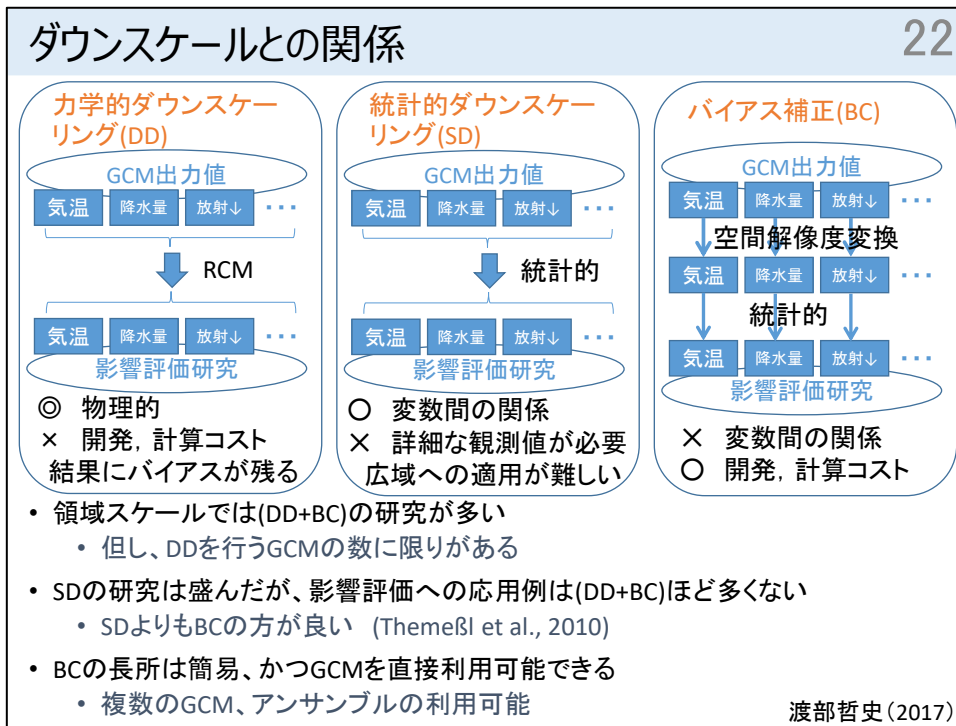 ダウンスケールとの関係
22
力学的ダウンスケー
リング(DD)
GCM出力値
気温 降水量 放射↓ ・・・
RCM
気温 降水量 放射↓ ・・・
影響評価研究
◎ 物理的
× 開発，計算コスト
結果にバイアスが残る
統計的ダウンスケー
リング(SD)
GCM出力値
気温 降水量 放射↓ ・・・
統計的
気温 降水量 放射↓ ・・・
影響評価研究
○ 変数間の関係
× 詳細な観測値が必要
広域への適用が難しい
バイアス補正(BC)
GCM出力値
気温 降水量 放射↓ ・・・
空間解像度変換
気温 降水量 放射↓ ・・・
統計的
気温 降水量 放射↓ ・・・
影響評価研究
× 変数間の関係
○ 開発，計算コスト
• 領域スケールでは(DD+BC)の研究が多い
• 但し、DDを行うGCMの数に限りがある
• SDの研究は盛んだが、影響評価への応用例は(DD+BC)ほど多くない
• SDよりもBCの方が良い (Themeßl et al., 2010)
• BCの長所は簡易、かつGCMを直接利用可能できる
• 複数のGCM、アンサンブルの利用可能
渡部哲史(2017)